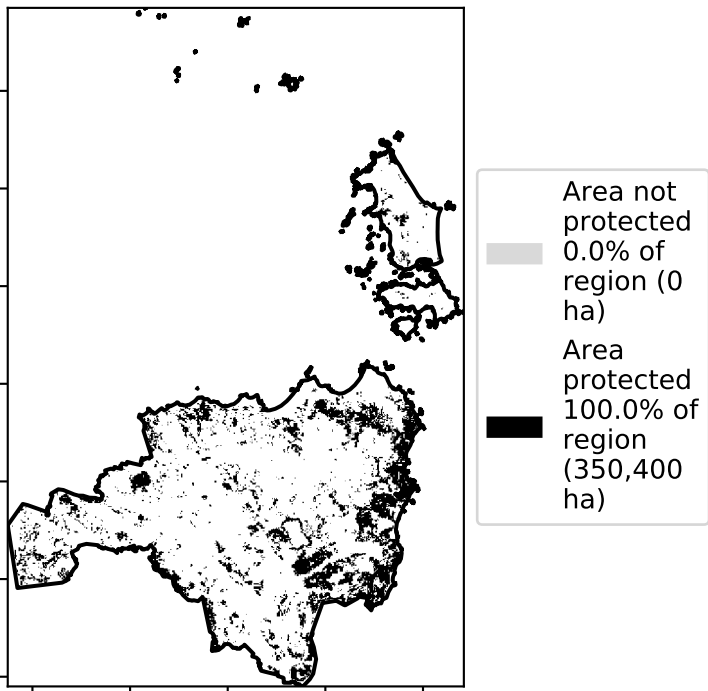 Area not
protected
0.0% of
region (0
ha)
Area
protected
100.0% of
region
(350,400
ha)